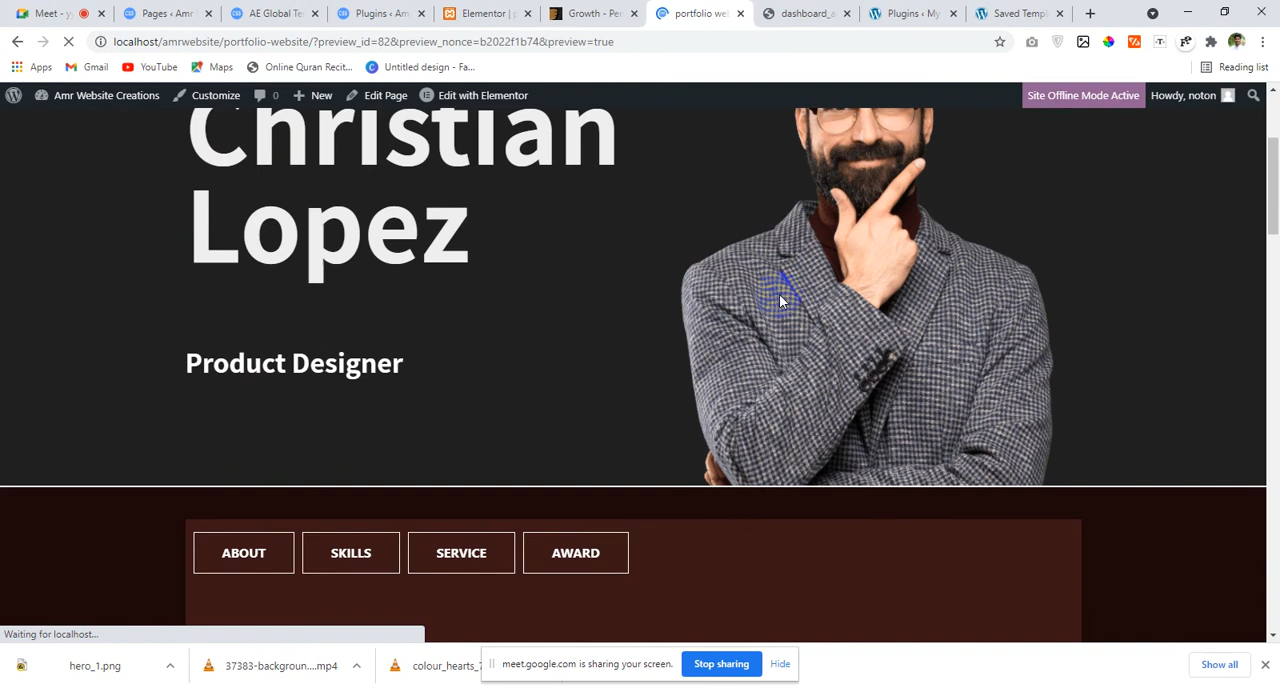 Meet - y
Pages ‹ Amr
AE Global Te
Plugins ‹ Am
Elementor | p
Growth - Per
portfolio we
dashboard_a
Plugins ‹ My
Saved Templ
localhost/amrwebsite/portfolio-website/?preview_id=82&preview_nonce=b2022f1b74&preview=true
Apps
Gmail
YouTube
Maps
Online Quran Recit...
Untitled design - Fa...
Reading list
Amr Website Creations
Customize
0
New
Edit Page
Edit with Elementor
Site Offline Mode Active
Howdy, noton
Christian
Lopez
Product Designer
ABOUT
SKILLS
SERVICE
AWARD
Waiting for localhost...
hero_1.png
37383-backgroun....mp4
colour_hearts_
meet.google.com is sharing your screen.
Stop sharing
Hide
Show all